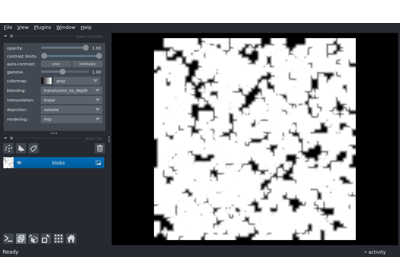 File View Plugins Window Help
opacity: 1.00
contrast limits:
auto-contrast: once continuous
gamma: 1.00
colormap: gray
blending: translucent_no_depth
interpolation: linear
depiction: volume
rendering: mip
blobs
Ready
activity